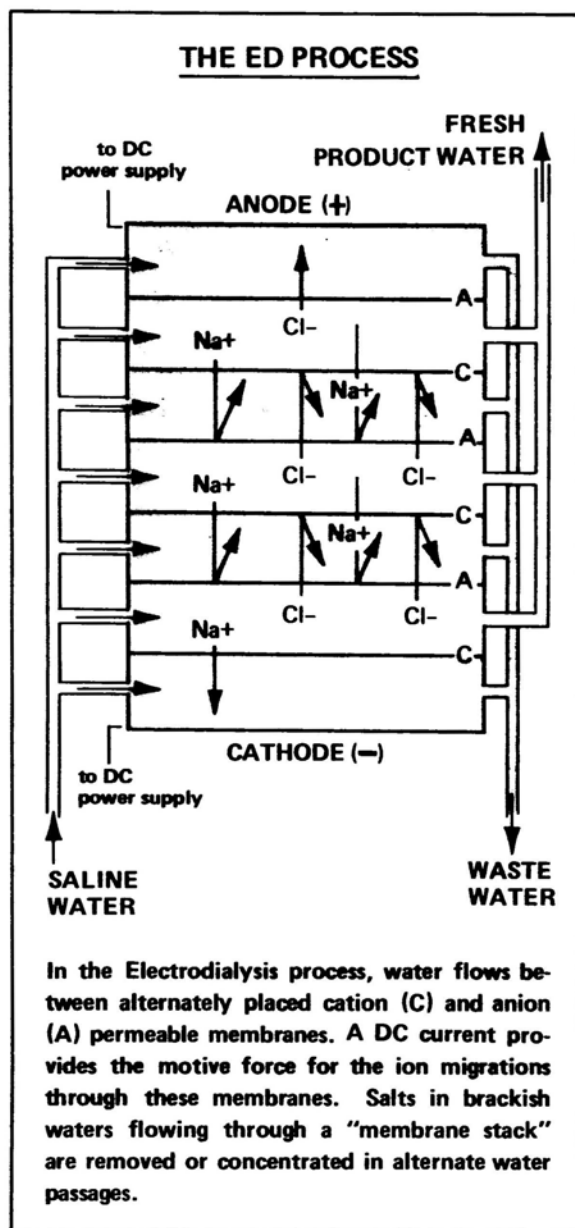 THE ED PROCESS
FRESH
PRODUCT WATER
to DC
power supply
ANODE (+)
A
Cl-
Na+
C
Na+
A
Cl-
Cl-
Na+
C
Na+
A
Cl-
Cl-
Na+
C
CATHODE (-)
to DC
power supply
SALINE
WATER
WASTE
WATER
In the Electrodialysis process, water flows be-
tween alternately placed cation (C) and anion
(A) permeable membranes. A DC current pro-
vides the motive force for the ion migrations
through these membranes. Salts in brackish
waters flowing through a "membrane stack"
are removed or concentrated in alternate water
passages.